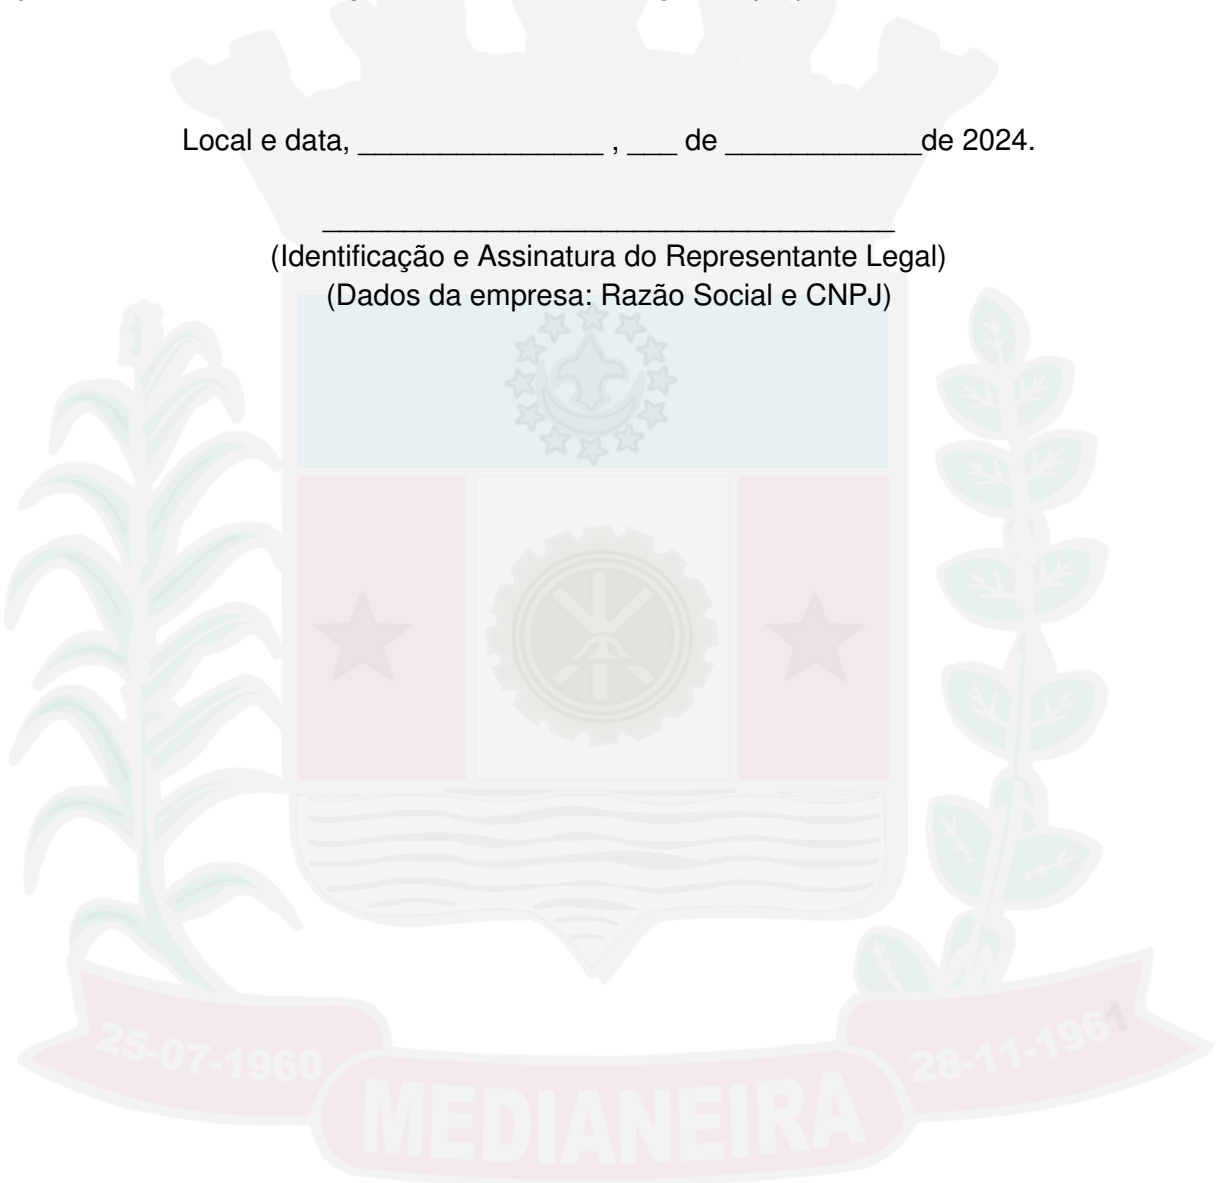 Local e data, _______________ , ___ de ____________de 2024.
___________________________________
(Identificação e Assinatura do Representante Legal)
(Dados da empresa: Razão Social e CNPJ)
25-07-1960
28-11-1961
MEDIANEIRA